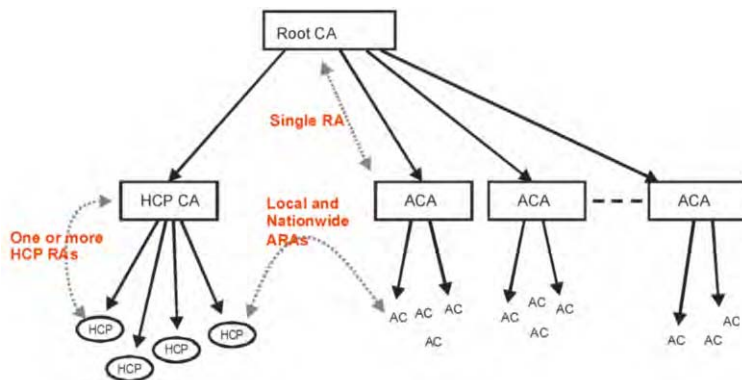 Root CA
Single RA
HCP CA
Local and
Nationwide
ARAs
ACA
ACA
ACA
One or more
HCP RAs
HCP
HCP
HCP
HCP
AC
AC
AC
AC
AC
AC
AC
AC
AC
AC
AC